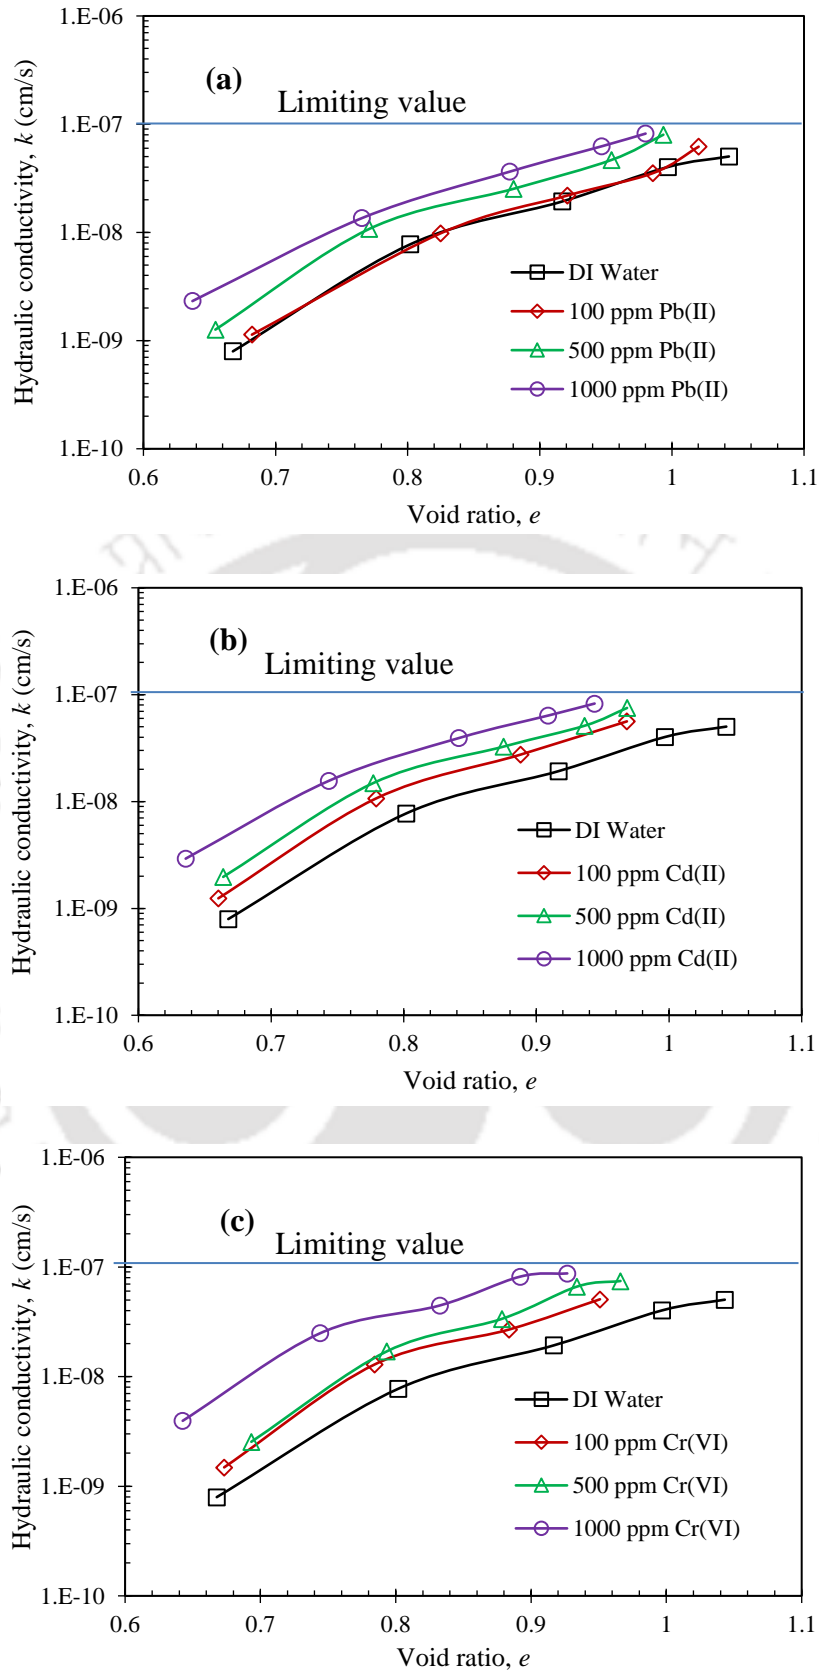 1.E-06
(a)
Limiting value
1.E-07
1.E-08
1.E-09
1.E-10
Hydraulic conductivity, k (cm/s)
DI Water
100 ppm Pb(II)
500 ppm Pb(II)
1000 ppm Pb(II)
0.6 0.7 0.8 0.9 1 1.1
Void ratio, e
1.E-06
(b)
Limiting value
1.E-07
1.E-08
1.E-09
1.E-10
Hydraulic conductivity, k (cm/s)
DI Water
100 ppm Cd(II)
500 ppm Cd(II)
1000 ppm Cd(II)
0.6 0.7 0.8 0.9 1 1.1
Void ratio, e
1.E-06
(c)
Limiting value
1.E-07
1.E-08
1.E-09
1.E-10
Hydraulic conductivity, k (cm/s)
DI Water
100 ppm Cr(VI)
500 ppm Cr(VI)
1000 ppm Cr(VI)
0.6 0.7 0.8 0.9 1 1.1
Void ratio, e